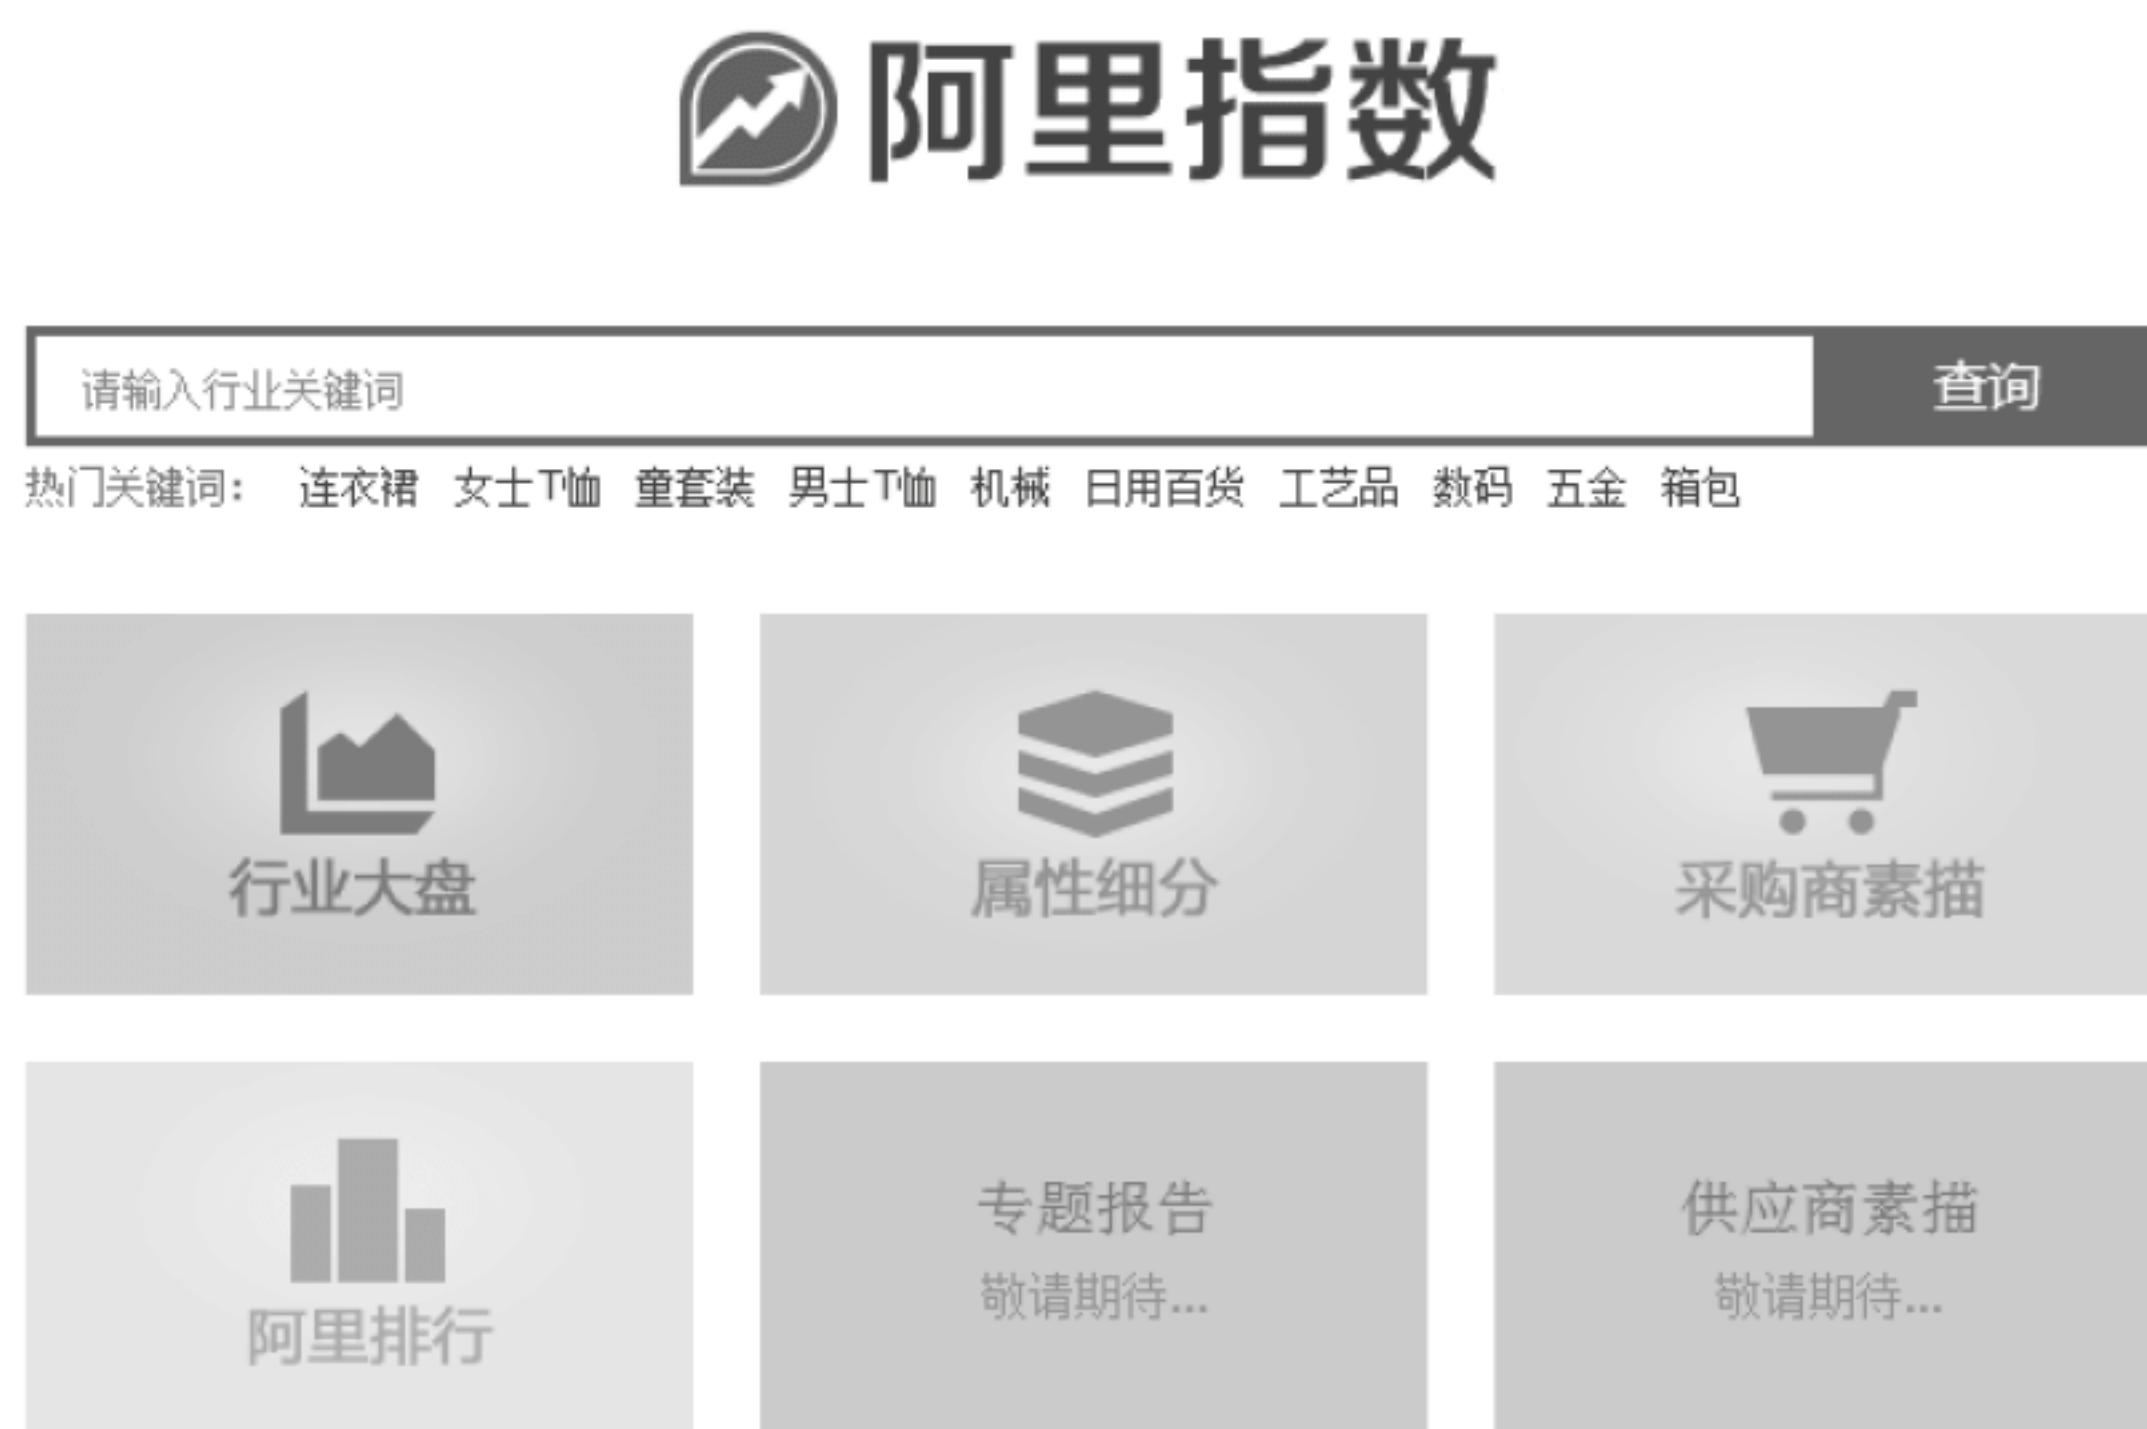 阿里指数
请输入行业关键词 查询
热门关键词： 连衣裙 女士T恤 童套装 男士T恤 机械 日用百货 工艺品 数码 五金 箱包
行业大盘 属性细分 采购商素描
阿里排行
专题报告 供应商素描
敬请期待... 敬请期待...